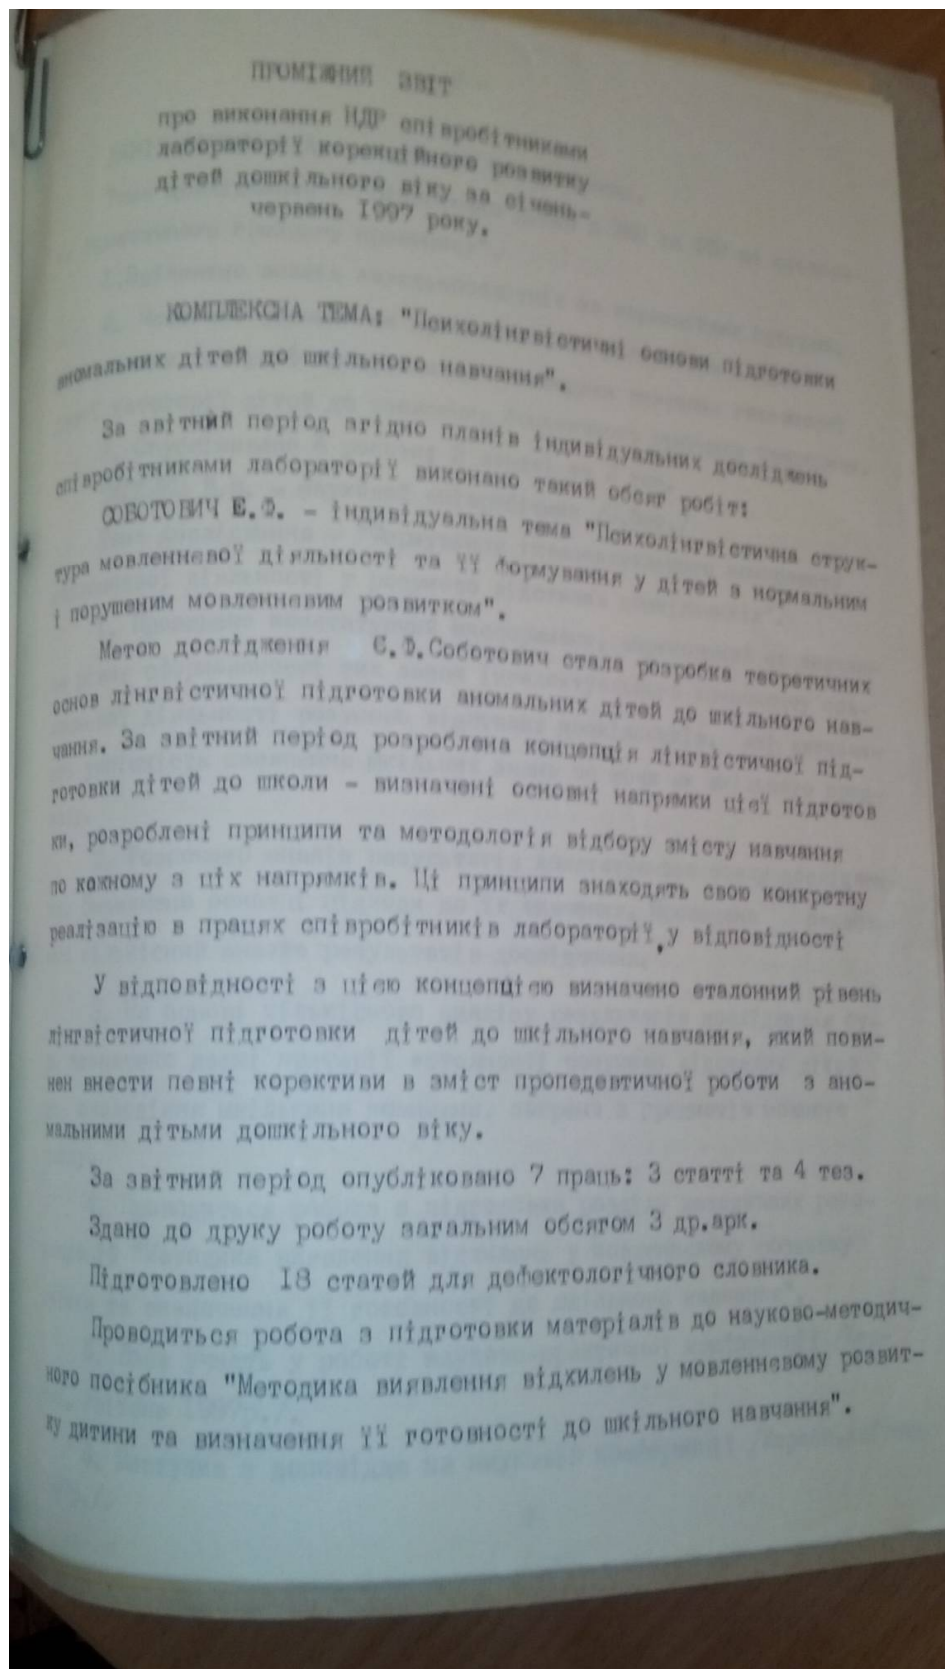 ПРОМІЖНИЙ ЗВІТ
про виконання НДР співробітниками
лабораторії корекційного розвитку
дітей дошкільного віку за січень-
червень 1997 року.
КОМПЛЕКСНА ТЕМА: "Психолінгвістичні основи підготовки
аномальних дітей до шкільного навчання".
За звітний період згідно планів індивідуальних досліджень
співробітниками лабораторії виконано такий обсяг робіт:
СОБОТОВИЧ Е.Ф. – індивідуальна тема "Психолінгвістична струк-
тура мовленнєвої діяльності та її формування у дітей з нормальним
і порушеним мовленнєвим розвитком".
Метою дослідження Є.Ф.Соботович стала розробка теоретичних
основ лінгвістичної підготовки аномальних дітей до шкільного нав-
чання. За звітний період розроблена концепція лінгвістичної під-
готовки дітей до школи – визначені основні напрямки цієї підготов
ки, розроблені принципи та методологія відбору змісту навчання
по кожному з ціх напрямків. Ці принципи знаходять свою конкретну
реалізацію в працях співробітників лабораторії, у відповідності
У відповідності з цією концепцією визначено еталонний рівень
лінгвістичної підготовки дітей до шкільного навчання, який пови-
нен внести певні корективи в зміст пропедевтичної роботи з ано-
мальними дітьми дошкільного віку.
За звітний період опубліковано 7 праць: 3 статті та 4 тез.
Здано до друку роботу загальним обсягом 3 др.арк.
Підготовлено 18 статей для дефектологічного словника.
Проводиться робота з підготовки матеріалів до науково-методич-
ного посібника "Методика виявлення відхилень у мовленнєвому розвит-
ку дитини та визначення її готовності до шкільного навчання".